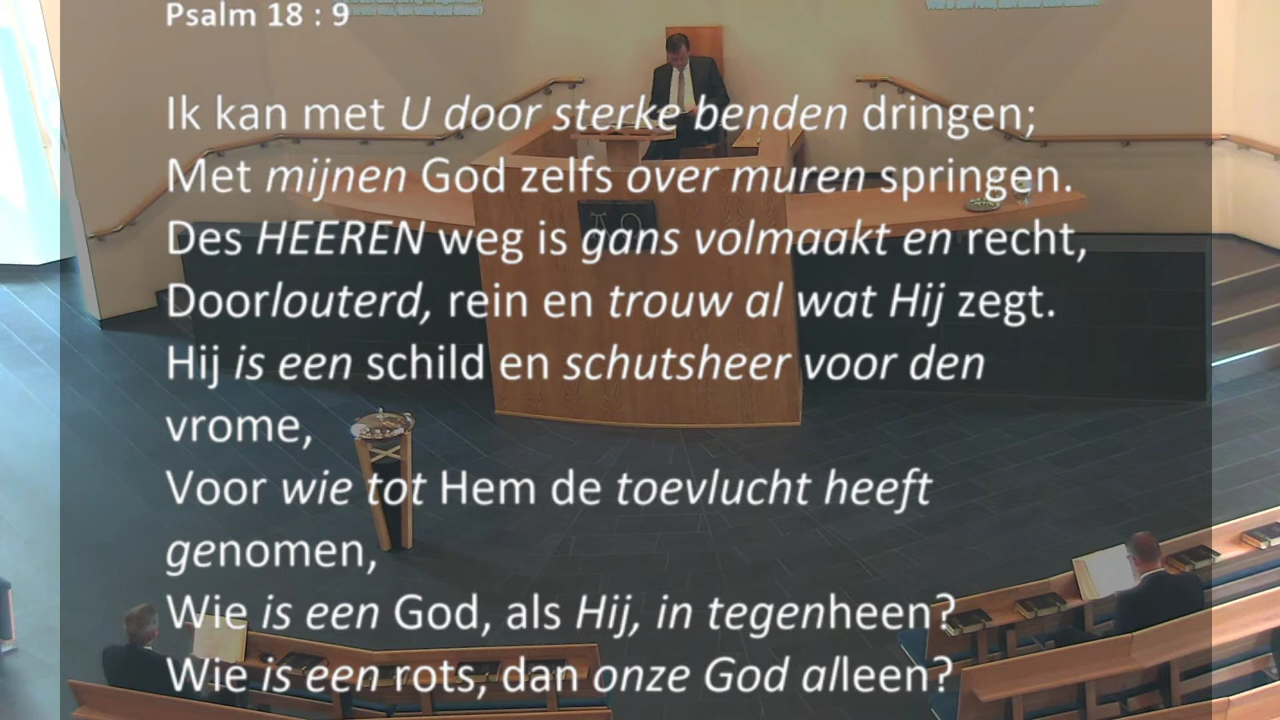 Psalm 18 : 9
Ik kan met U door sterke benden dringen;
Met mijnen God zelfs over muren springen.
Des HEEREN weg is gans volmaakt en recht,
Doorlouterd, rein en trouw al wat Hij zegt.
Hij is een schild en schutsheer voor den
vrome,
Voor wie tot Hem de toevlucht heeft
genomen,
Wie is een God, als Hij, in tegenheen?
Wie is een rots, dan onze God alleen?